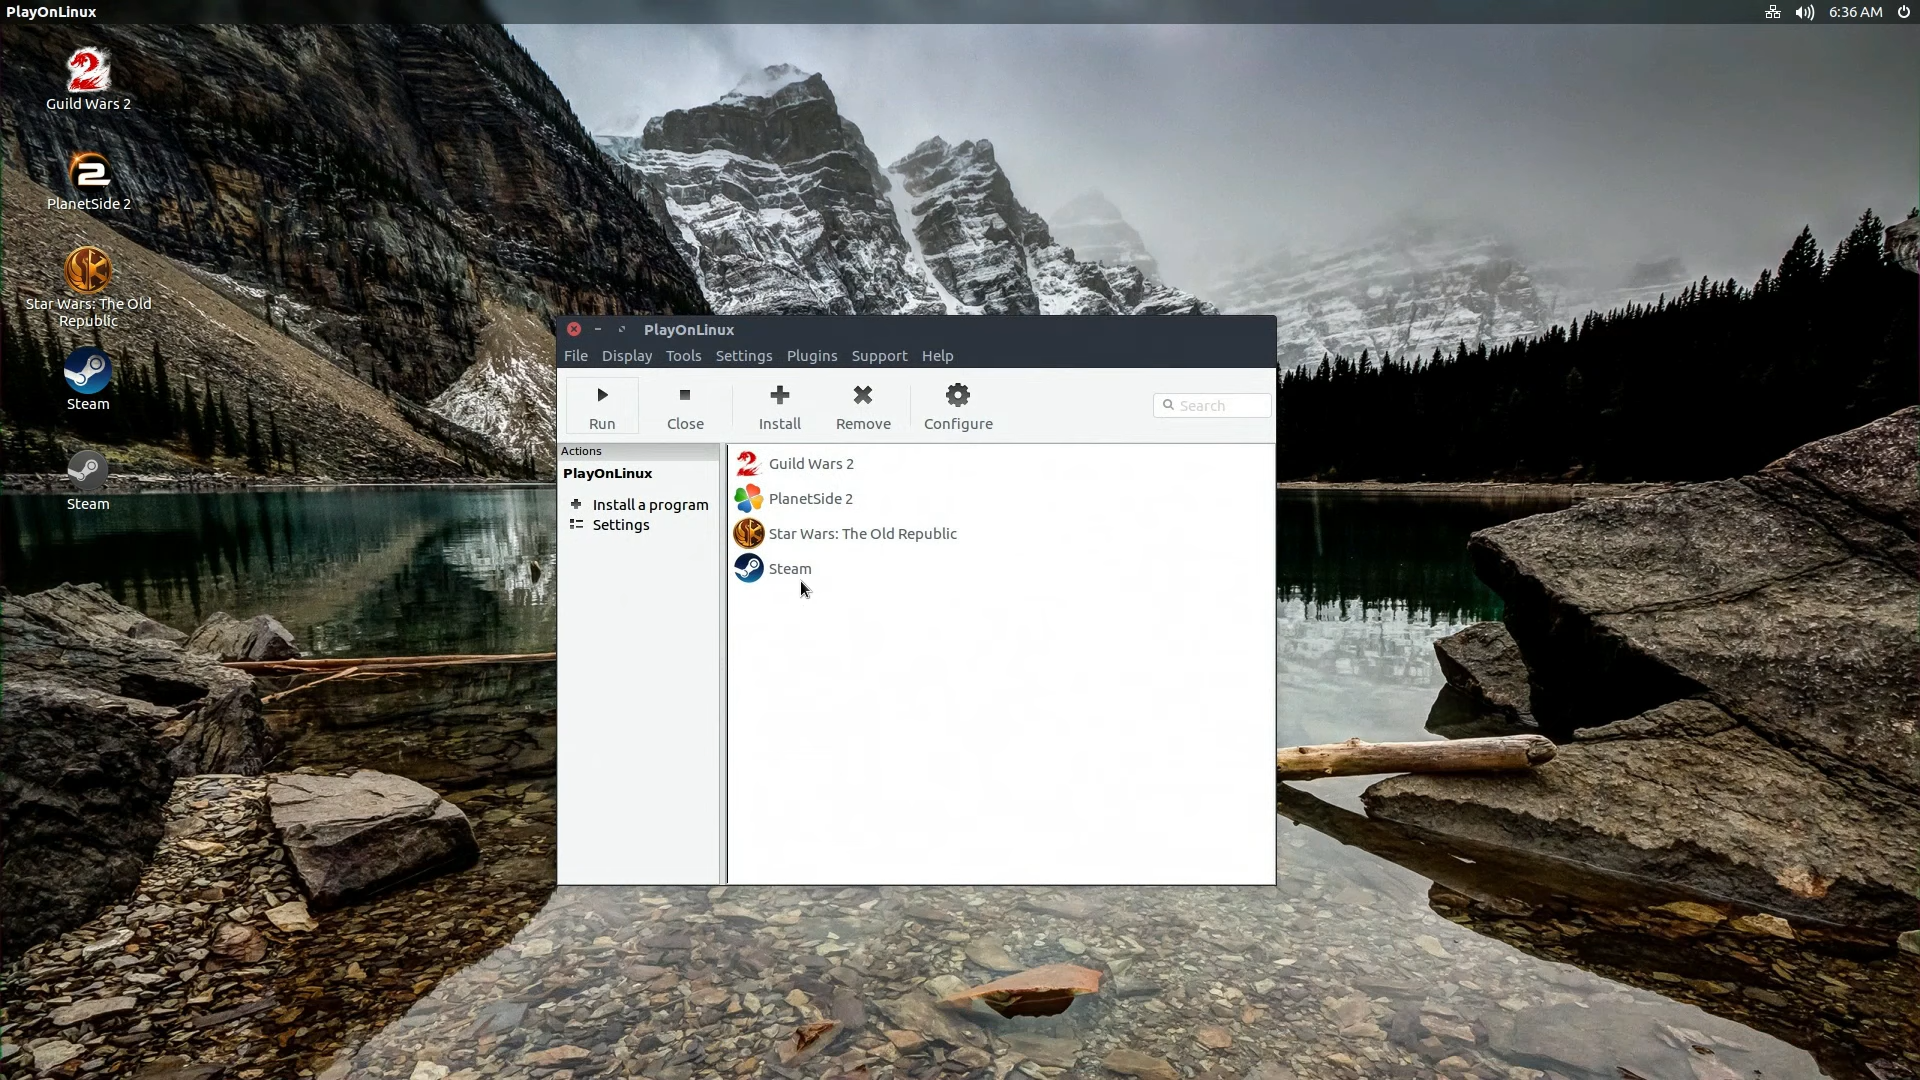 PlayOnLinux
6:36 AM
Guild Wars 2
PlanetSide 2
Star Wars: The Old
Republic
Steam
Steam
PlayOnLinux
File Display Tools Settings Plugins Support Help
Run Close Install Remove Configure
Search
Actions
PlayOnLinux
Install a program
Settings
Guild Wars 2
PlanetSide 2
Star Wars: The Old Republic
Steam